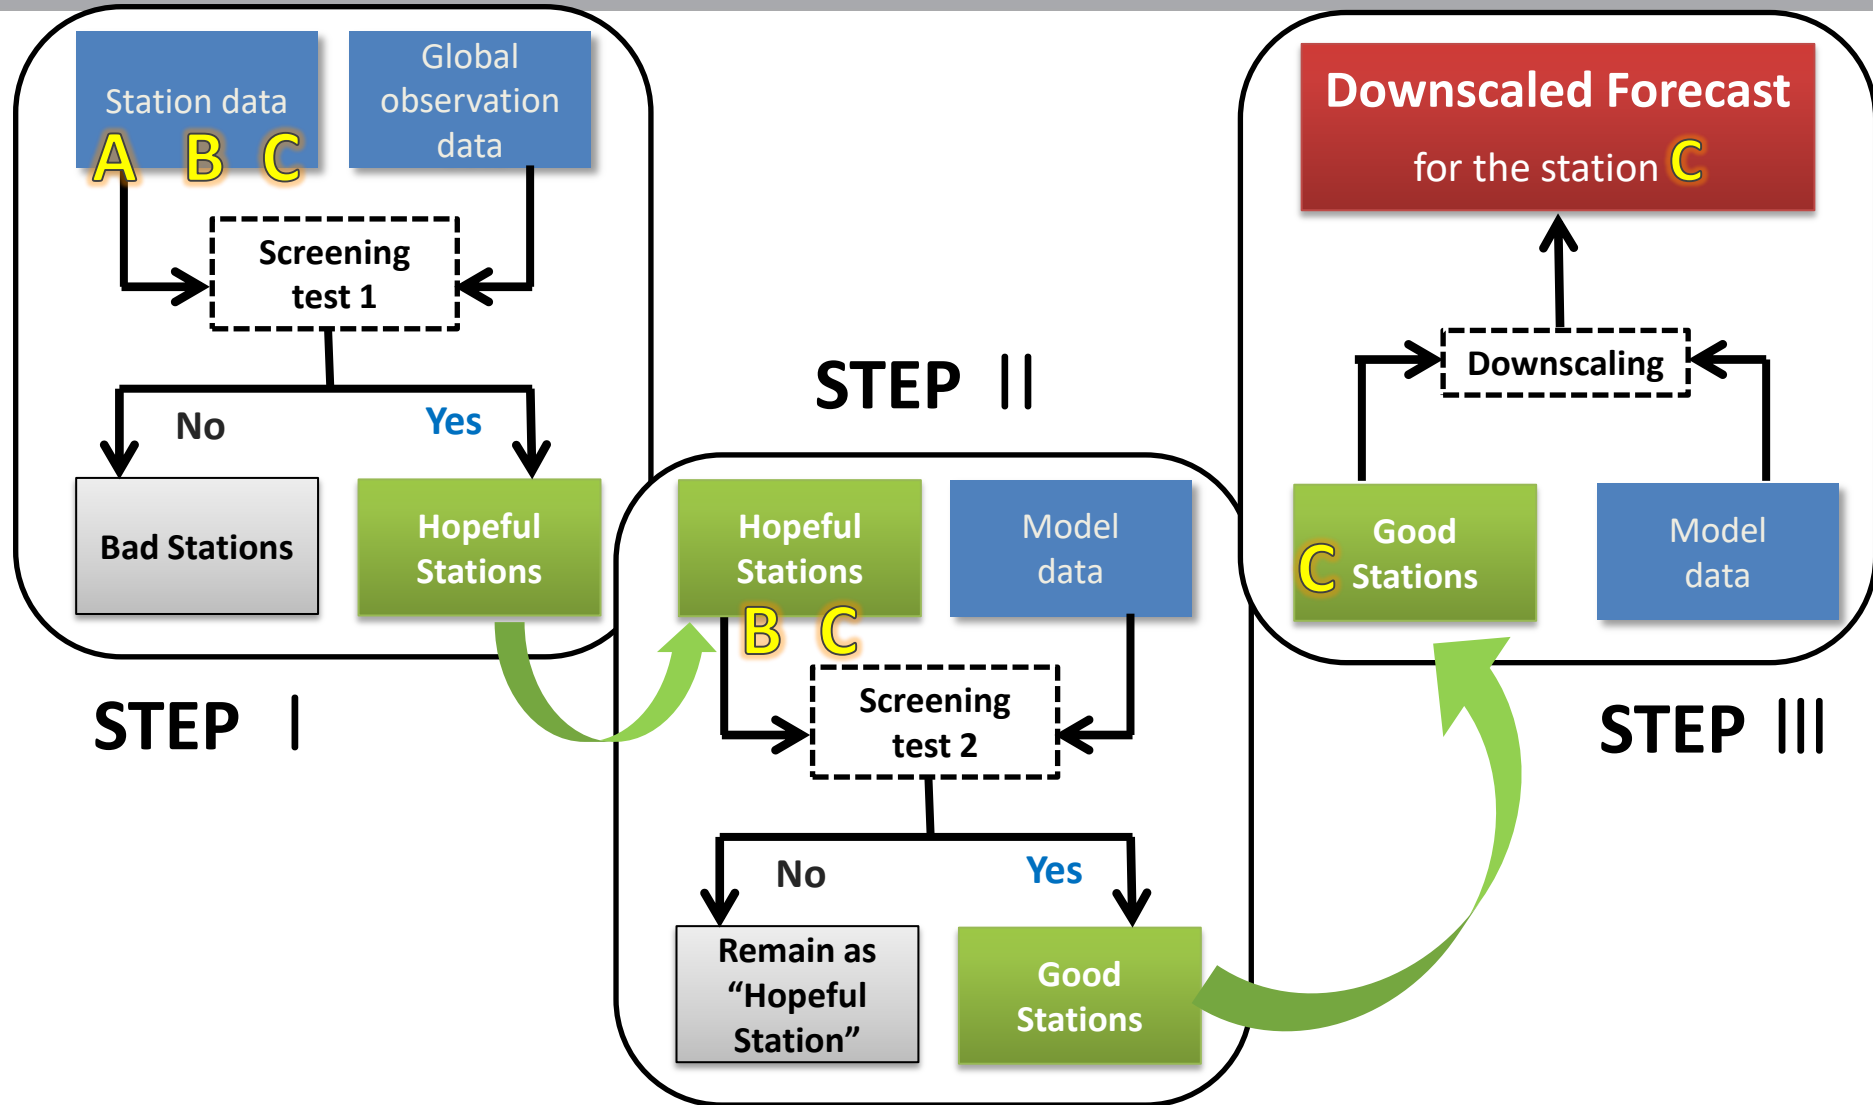 Station data
A B C
Global
observation
data
Screening
test 1
No
Yes
Bad Stations
Hopeful
Stations
STEP I
STEP II
Hopeful
Stations
B C
Model
data
Screening
test 2
No
Yes
Remain as
“Hopeful
Station”
Good
Stations
Downscaled Forecast
for the station C
Downscaling
Good
C Stations
Model
data
STEP III